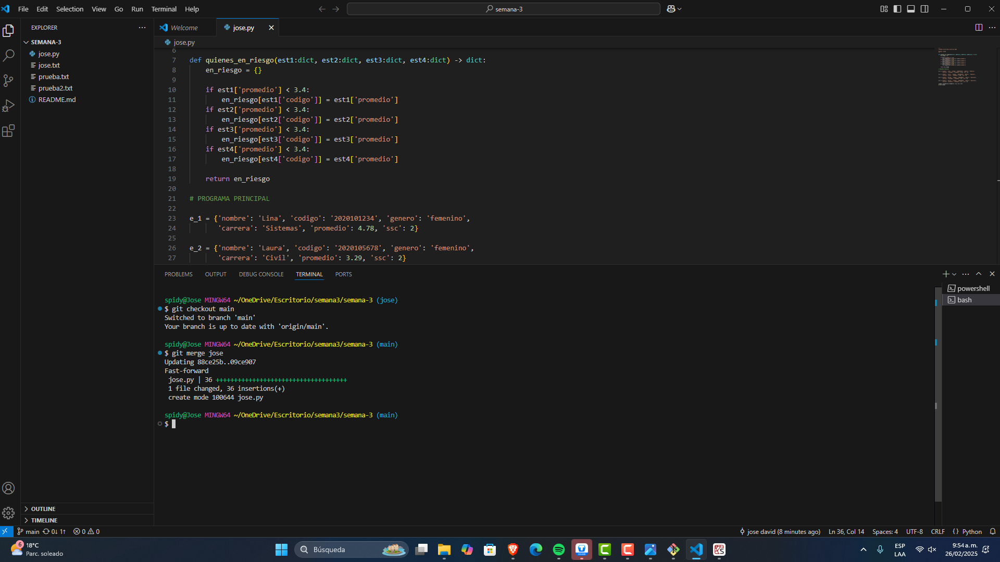 File Edit Selection View Go Run Terminal Help
semana-3
EXPLORER
SEMANA-3
jose.py
jose.txt
prueba.txt
prueba2.txt
README.md
OUTLINE
TIMELINE
Welcome
jose.py
jose.py
6
7 def quienes_en_riesgo(est1:dict, est2:dict, est3:dict, est4:dict) -> dict:
8 en_riesgo = {}
9
10 if est1['promedio'] < 3.4:
11 en_riesgo[est1['codigo']] = est1['promedio']
12 if est2['promedio'] < 3.4:
13 en_riesgo[est2['codigo']] = est2['promedio']
14 if est3['promedio'] < 3.4:
15 en_riesgo[est3['codigo']] = est3['promedio']
16 if est4['promedio'] < 3.4:
17 en_riesgo[est4['codigo']] = est4['promedio']
18
19 return en_riesgo
20
21 # PROGRAMA PRINCIPAL
22
23 e_1 = {'nombre': 'Lina', 'codigo': '2020101234', 'genero': 'femenino',
24 'carrera': 'Sistemas', 'promedio': 4.78, 'ssc': 2}
25
26 e_2 = {'nombre': 'Laura', 'codigo': '2020105678', 'genero': 'femenino',
27 'carrera': 'Civil', 'promedio': 3.29, 'ssc': 2}
PROBLEMS OUTPUT DEBUG CONSOLE TERMINAL PORTS
powershell
bash
spidy@Jose MINGW64 ~/OneDrive/Escritorio/semana3/semana-3 (jose)
$ git checkout main
Switched to branch 'main'
Your branch is up to date with 'origin/main'.
spidy@Jose MINGW64 ~/OneDrive/Escritorio/semana3/semana-3 (main)
$ git merge jose
Updating 88ce25b..09ce907
Fast-forward
jose.py | 36 ++++++++++++++++++++++++++++++++++++
1 file changed, 36 insertions(+)
create mode 100644 jose.py
spidy@Jose MINGW64 ~/OneDrive/Escritorio/semana3/semana-3 (main)
$
main 0↓ 1↑ 0 0
jose david (8 minutes ago) Ln 36, Col 14 Spaces: 4 UTF-8 CRLF {} Python
6
18°C
Parc. soleado
Búsqueda
ESP
LAA
9:54 a. m.
26/02/2025